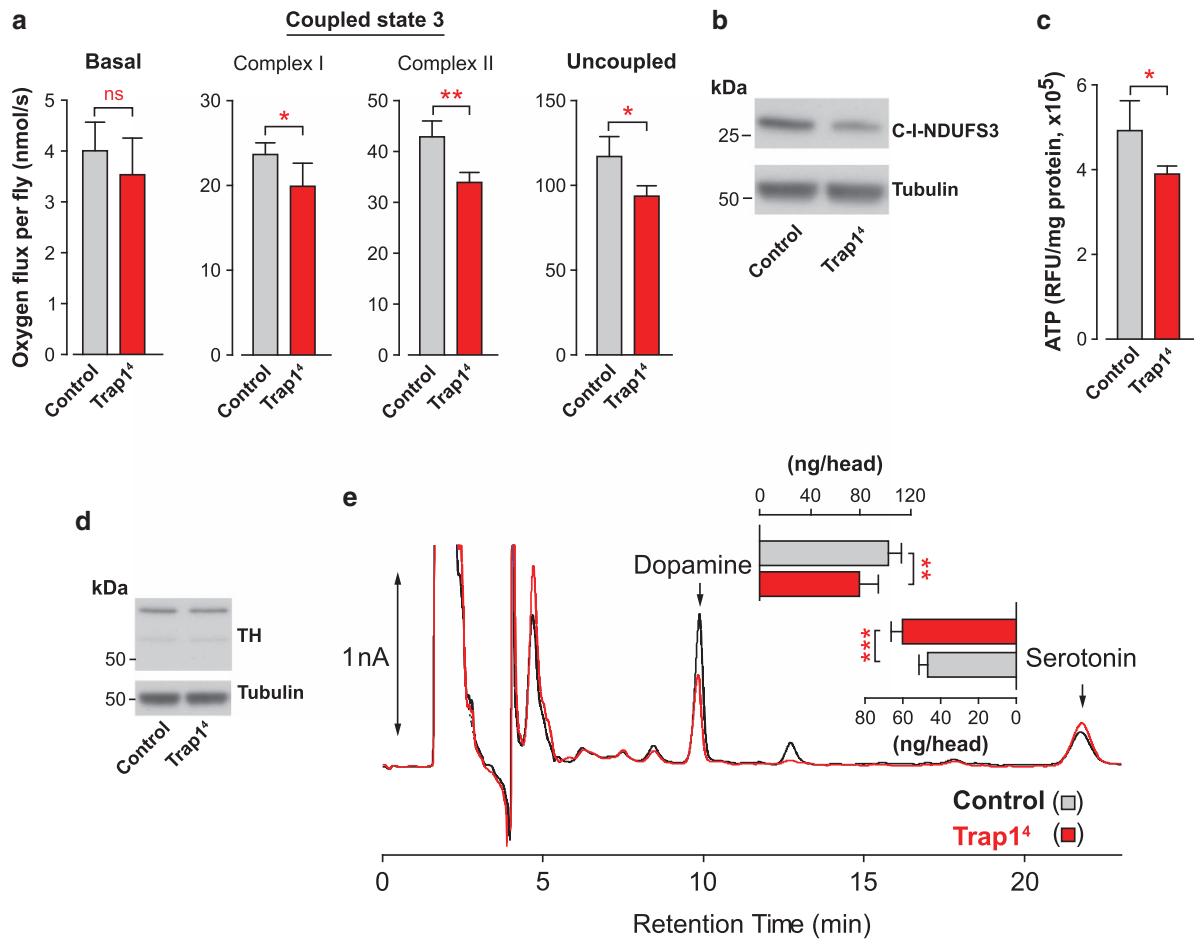 a
Coupled state 3
Basal
Complex I
Complex II
Uncoupled
Oxygen flux per fly (nmol/s)
5
4
3
2
1
0
ns
Control
Trap1⁴
30
20
10
0
*
Control
Trap1⁴
50
40
30
20
10
0
**
Control
Trap1⁴
150
100
50
0
*
Control
Trap1⁴
b
kDa
25
C-I-NDUFS3
50
Tubulin
Control
Trap1⁴
c
ATP (RFU/mg protein, x10⁵)
6
4
2
0
*
Control
Trap1⁴
d
kDa
TH
50
50
Tubulin
Control
Trap1⁴
e
1nA
(ng/head)
0 40 80 120
Dopamine
**
***
Serotonin
80 60 40 20 0
(ng/head)
Control ( )
Trap1⁴ ( )
0 5 10 15 20
Retention Time (min)